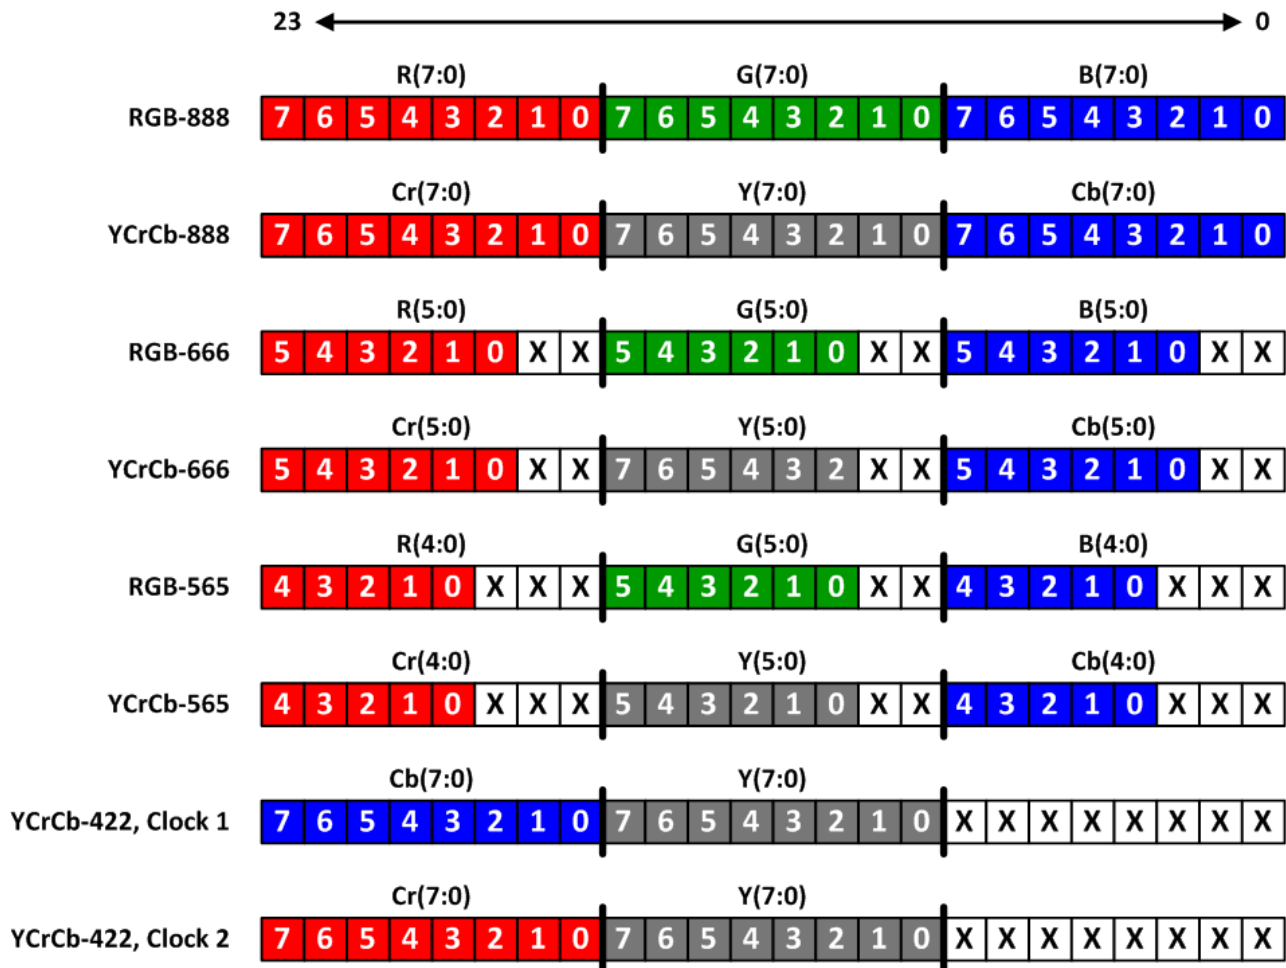 23 0
R(7:0) G(7:0) B(7:0)
RGB-888 7 6 5 4 3 2 1 0 7 6 5 4 3 2 1 0 7 6 5 4 3 2 1 0
Cr(7:0) Y(7:0) Cb(7:0)
YCrCb-888 7 6 5 4 3 2 1 0 7 6 5 4 3 2 1 0 7 6 5 4 3 2 1 0
R(5:0) G(5:0) B(5:0)
RGB-666 5 4 3 2 1 0 X X 5 4 3 2 1 0 X X 5 4 3 2 1 0 X X
Cr(5:0) Y(5:0) Cb(5:0)
YCrCb-666 5 4 3 2 1 0 X X 7 6 5 4 3 2 X X 5 4 3 2 1 0 X X
R(4:0) G(5:0) B(4:0)
RGB-565 4 3 2 1 0 X X X 5 4 3 2 1 0 X X 4 3 2 1 0 X X X
Cr(4:0) Y(5:0) Cb(4:0)
YCrCb-565 4 3 2 1 0 X X X 5 4 3 2 1 0 X X 4 3 2 1 0 X X X
Cb(7:0) Y(7:0)
YCrCb-422, Clock 1 7 6 5 4 3 2 1 0 7 6 5 4 3 2 1 0 X X X X X X X X
Cr(7:0) Y(7:0)
YCrCb-422, Clock 2 7 6 5 4 3 2 1 0 7 6 5 4 3 2 1 0 X X X X X X X X